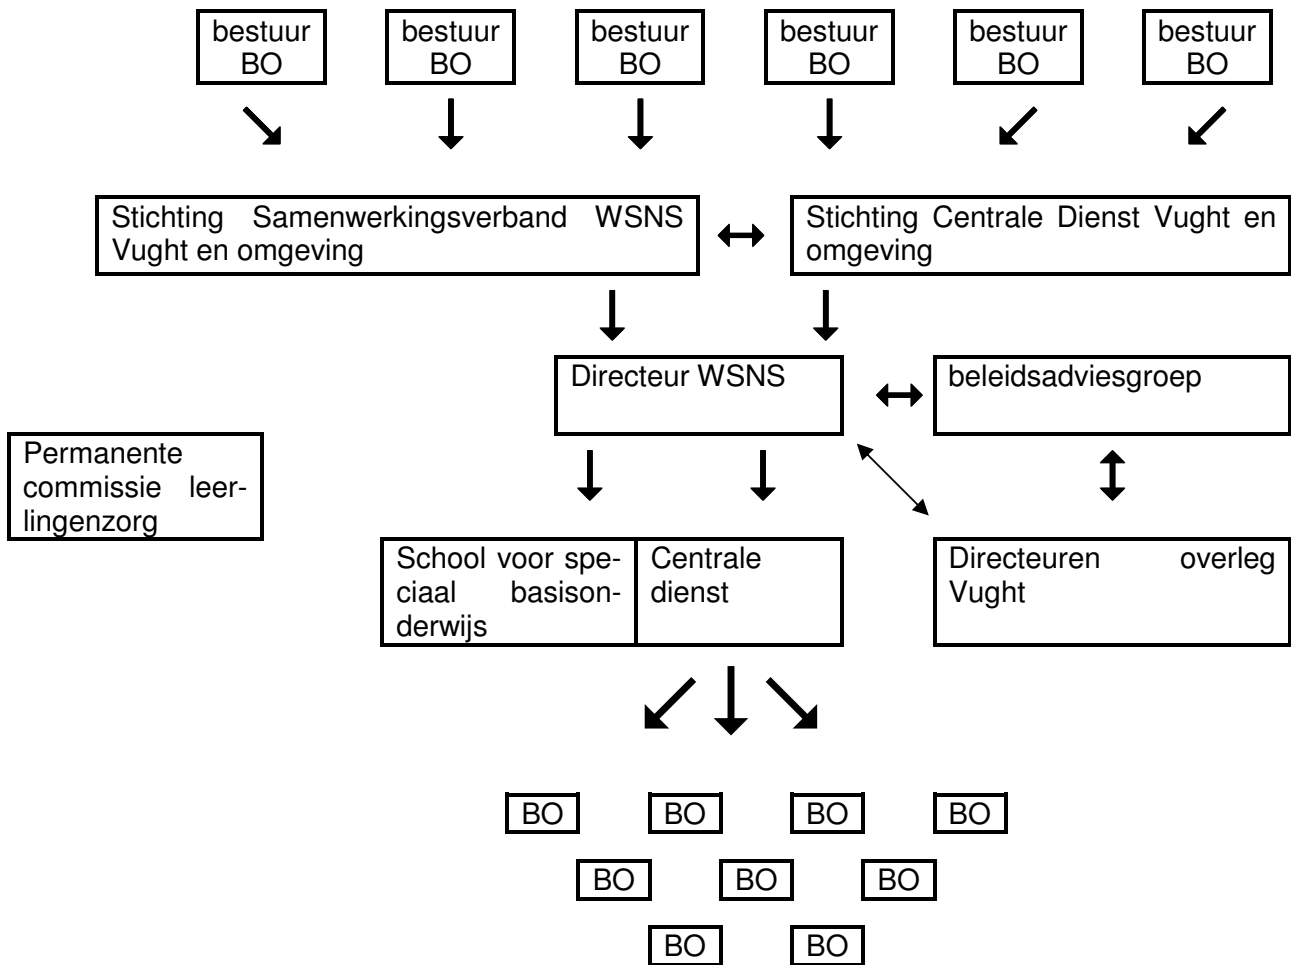 bestuur
BO
bestuur
BO
bestuur
BO
bestuur
BO
bestuur
BO
bestuur
BO
Stichting Samenwerkingsverband WSNS
Vught en omgeving
Stichting Centrale Dienst Vught en
omgeving
Directeur WSNS
beleidsadviesgroep
Permanente
commissie leer-
lingenzorg
School voor spe-
ciaal basison-
derwijs
Centrale
dienst
Directeuren overleg
Vught
BO
BO
BO
BO
BO
BO
BO
BO
BO